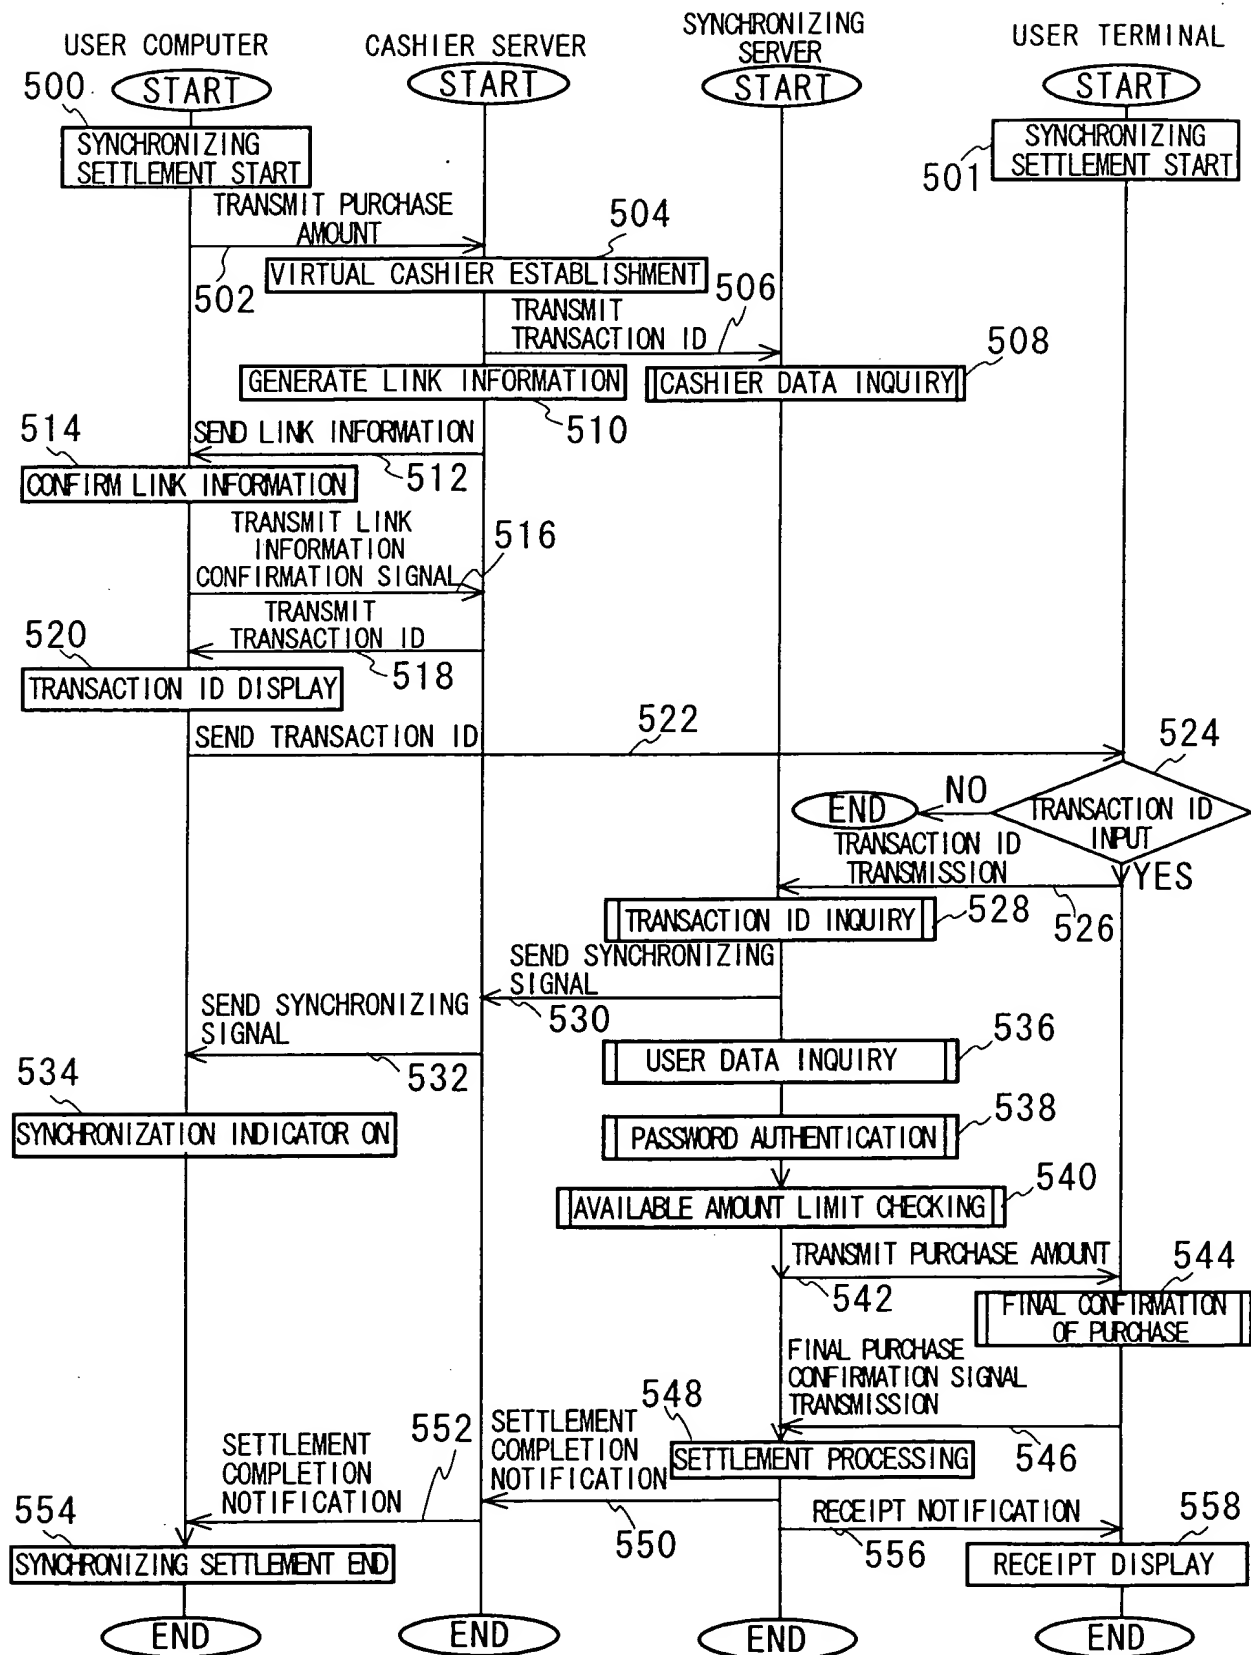 USER COMPUTER
CASHIER SERVER
SYNCHRONIZING
SERVER
USER TERMINAL
START
START
START
START
500
SYNCHRONIZING
SETTLEMENT START
SYNCHRONIZING
SETTLEMENT START
501
TRANSMIT PURCHASE
AMOUNT
502
504
VIRTUAL CASHIER ESTABLISHMENT
TRANSMIT
TRANSACTION ID
506
GENERATE LINK INFORMATION
510
CASHIER DATA INQUIRY
508
SEND LINK INFORMATION
512
514
CONFIRM LINK INFORMATION
TRANSMIT LINK
INFORMATION
CONFIRMATION SIGNAL
516
TRANSMIT
TRANSACTION ID
518
520
TRANSACTION ID DISPLAY
SEND TRANSACTION ID
522
524
TRANSACTION ID
INPUT
NO
END
YES
TRANSACTION ID
TRANSMISSION
526
TRANSACTION ID INQUIRY
528
SEND SYNCHRONIZING
SIGNAL
530
SEND SYNCHRONIZING
SIGNAL
532
534
SYNCHRONIZATION INDICATOR ON
USER DATA INQUIRY
536
PASSWORD AUTHENTICATION
538
AVAILABLE AMOUNT LIMIT CHECKING
540
TRANSMIT PURCHASE AMOUNT
542
544
FINAL CONFIRMATION
OF PURCHASE
FINAL PURCHASE
CONFIRMATION SIGNAL
TRANSMISSION
546
548
SETTLEMENT PROCESSING
SETTLEMENT
COMPLETION
NOTIFICATION
550
SETTLEMENT
COMPLETION
NOTIFICATION
552
554
SYNCHRONIZING SETTLEMENT END
RECEIPT NOTIFICATION
556
558
RECEIPT DISPLAY
END
END
END
END